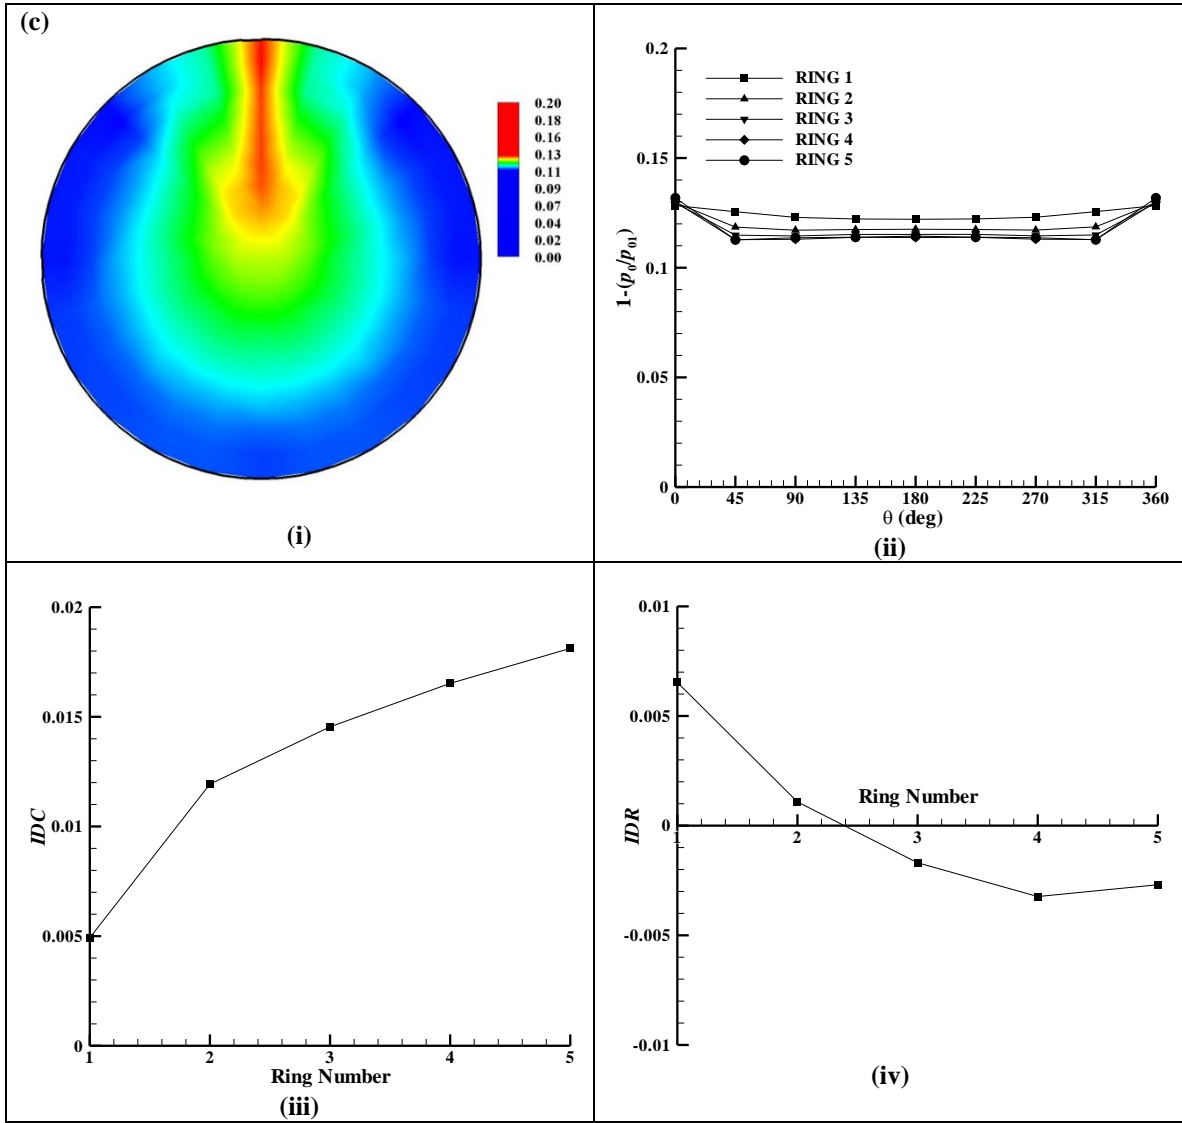 (c)
0.20
0.18
0.16
0.13
0.11
0.09
0.07
0.04
0.02
0.00
(i)
0.2
0.15
0.1
0.05
0
1-(p0/p01)
RING 1
RING 2
RING 3
RING 4
RING 5
0 45 90 135 180 225 270 315 360
θ (deg)
(ii)
0.02
0.015
0.01
0.005
0
IDC
1 2 3 4 5
Ring Number
(iii)
0.01
0.005
0
-0.005
-0.01
IDR
Ring Number
1 2 3 4 5
(iv)